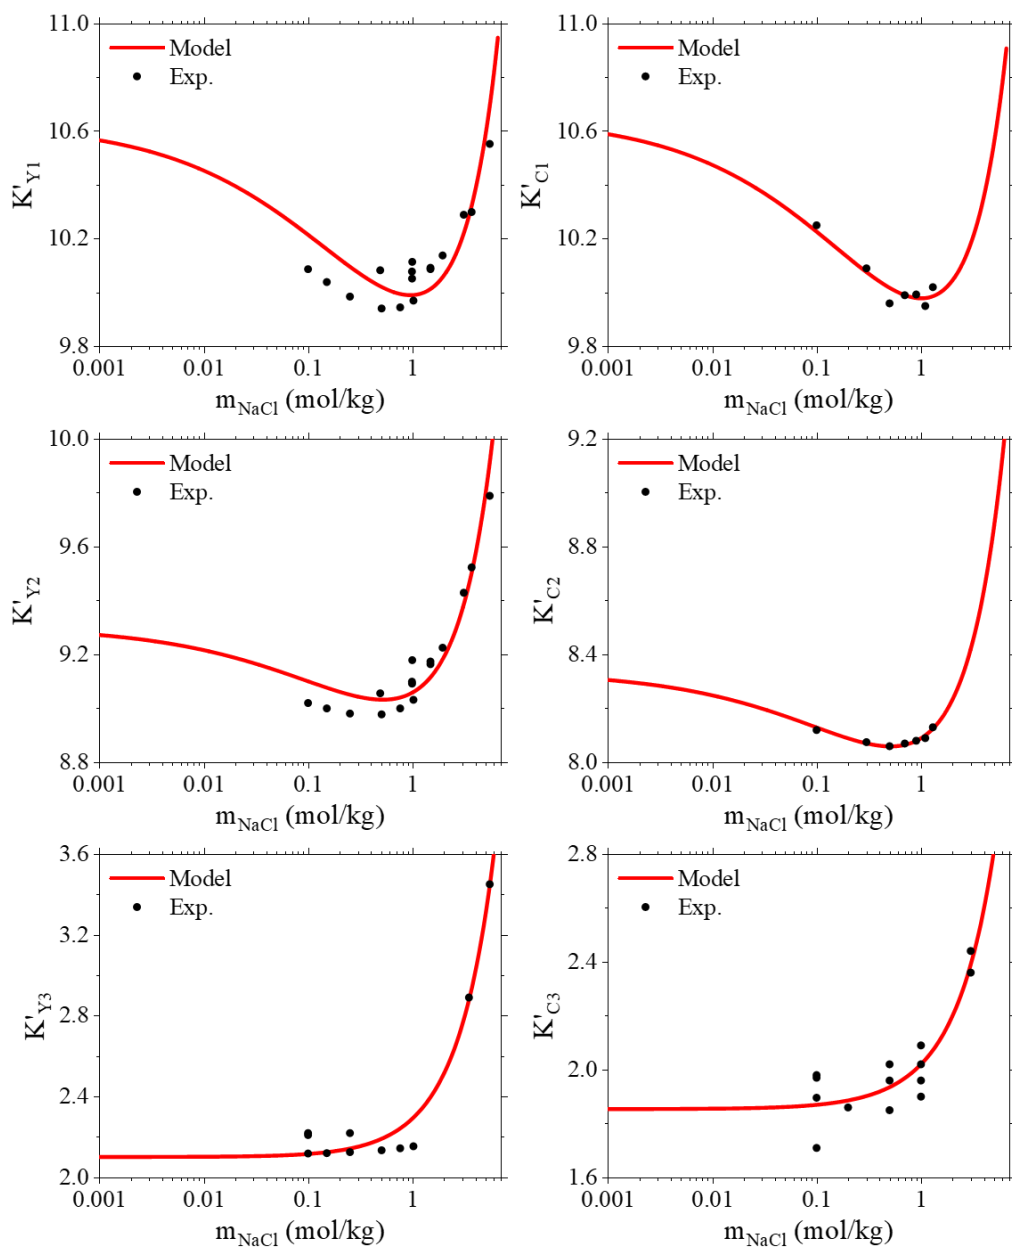 11.0
10.6
10.2
9.8
K'Y1
Model
Exp.
0.001
0.01
0.1
1
mNaCl (mol/kg)
11.0
10.6
10.2
9.8
K'C1
Model
Exp.
0.001
0.01
0.1
1
mNaCl (mol/kg)
10.0
9.6
9.2
8.8
K'Y2
Model
Exp.
0.001
0.01
0.1
1
mNaCl (mol/kg)
9.2
8.8
8.4
8.0
K'C2
Model
Exp.
0.001
0.01
0.1
1
mNaCl (mol/kg)
3.6
3.2
2.8
2.4
2.0
K'Y3
Model
Exp.
0.001
0.01
0.1
1
mNaCl (mol/kg)
2.8
2.4
2.0
1.6
K'C3
Model
Exp.
0.001
0.01
0.1
1
mNaCl (mol/kg)